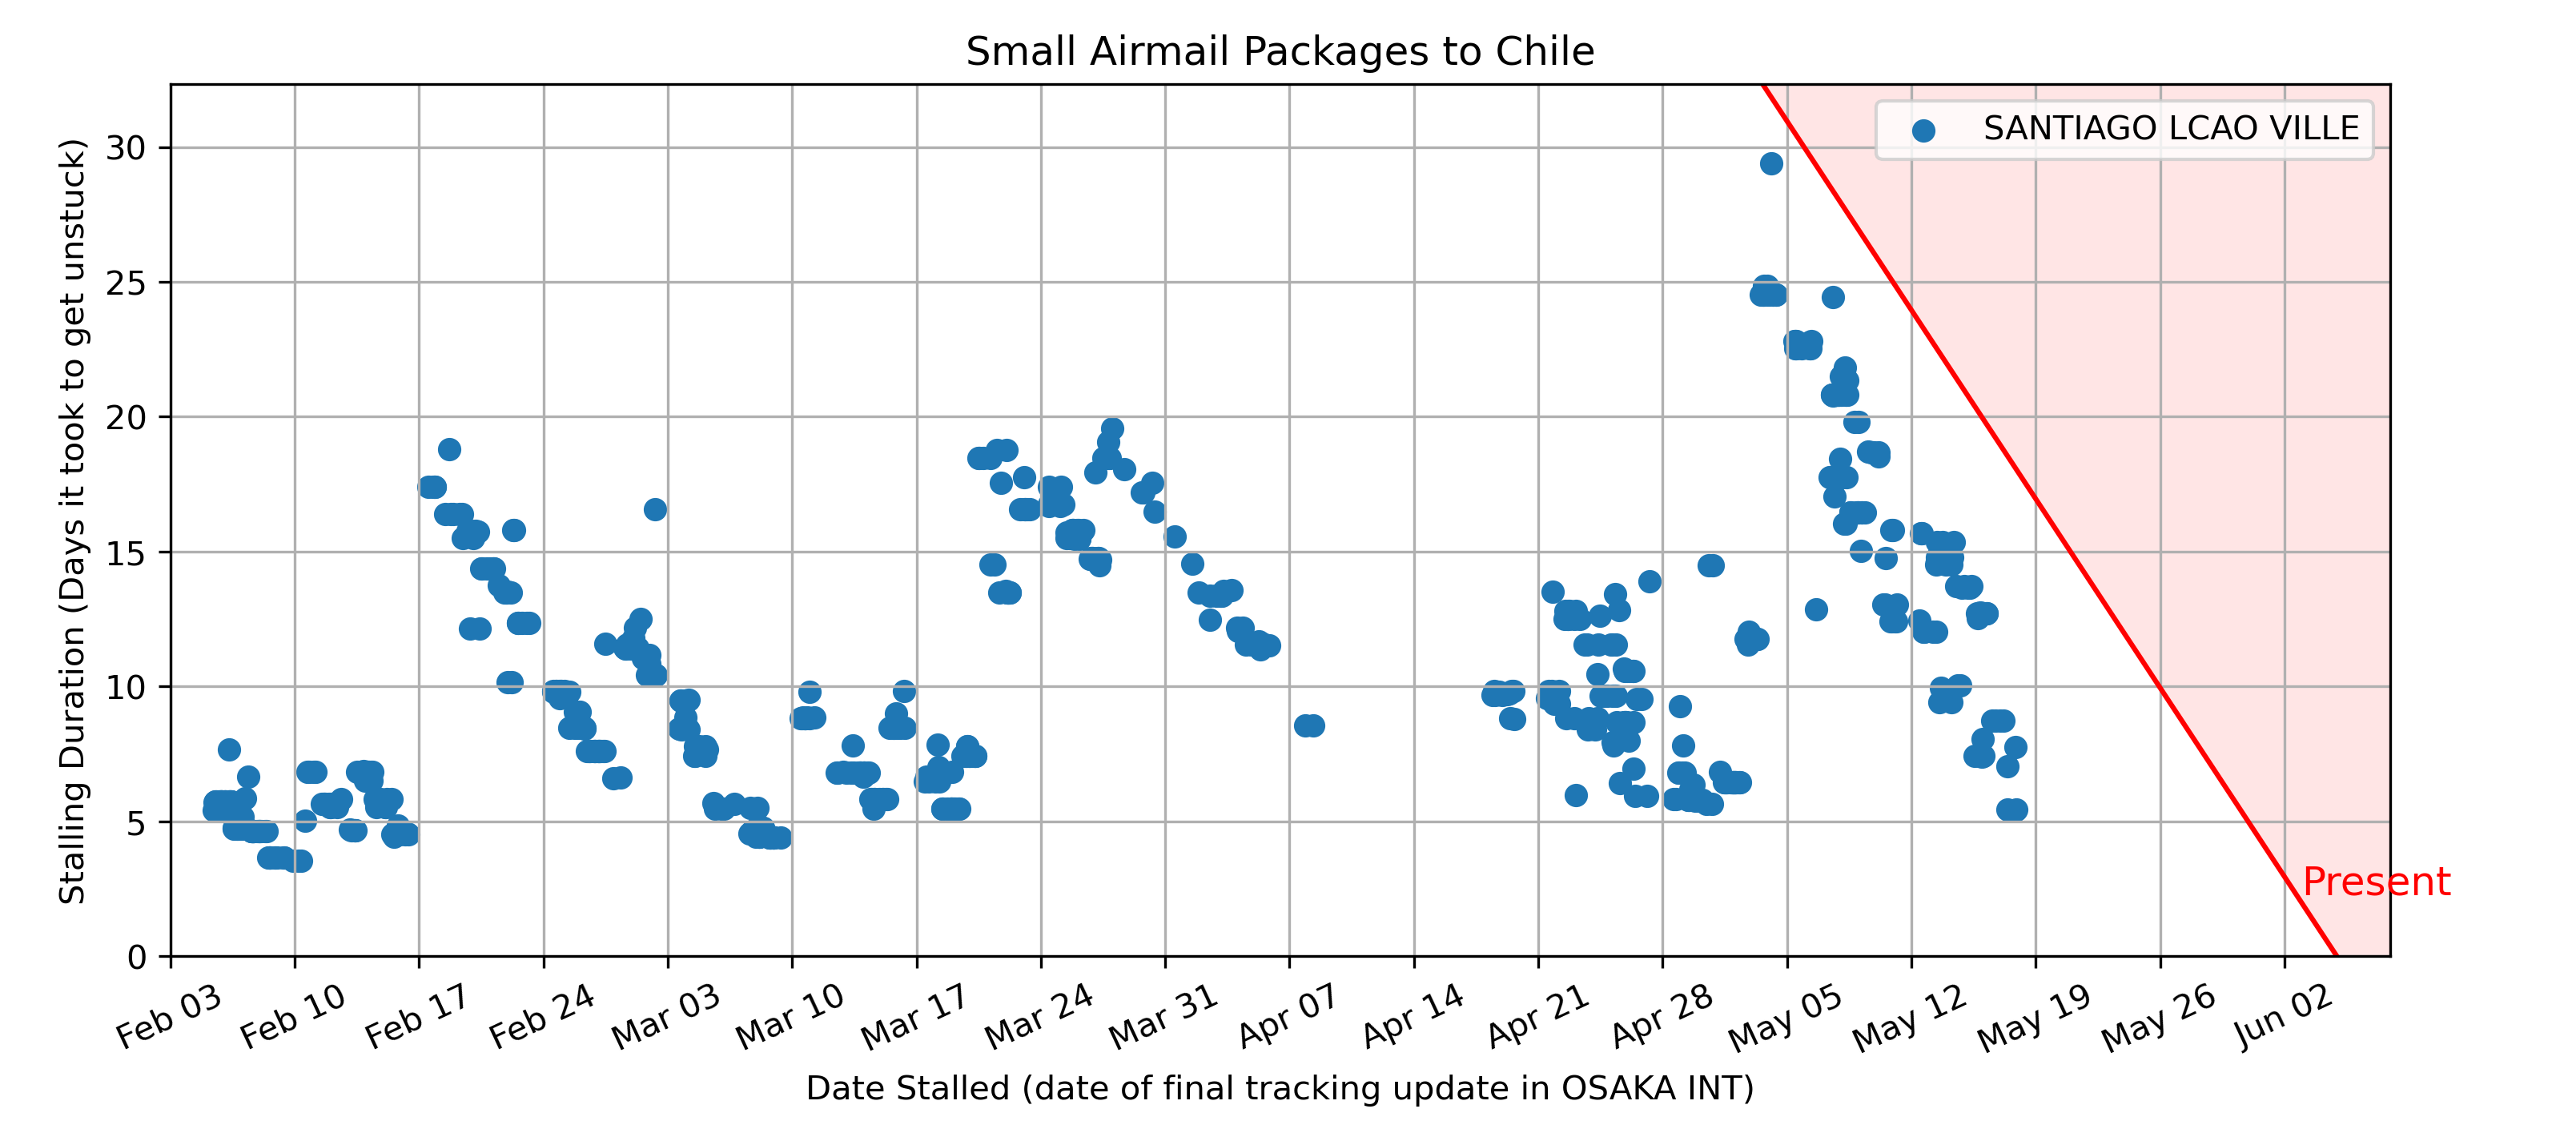 Small Airmail Packages to Chile
SANTIAGO LCAO VILLE
Stalling Duration (Days it took to get unstuck)
30
25
20
15
10
5
0
Present
Feb 03
Feb 10
Feb 17
Feb 24
Mar 03
Mar 10
Mar 17
Mar 24
Mar 31
Apr 07
Apr 14
Apr 21
Apr 28
May 05
May 12
May 19
May 26
Jun 02
Date Stalled (date of final tracking update in OSAKA INT)